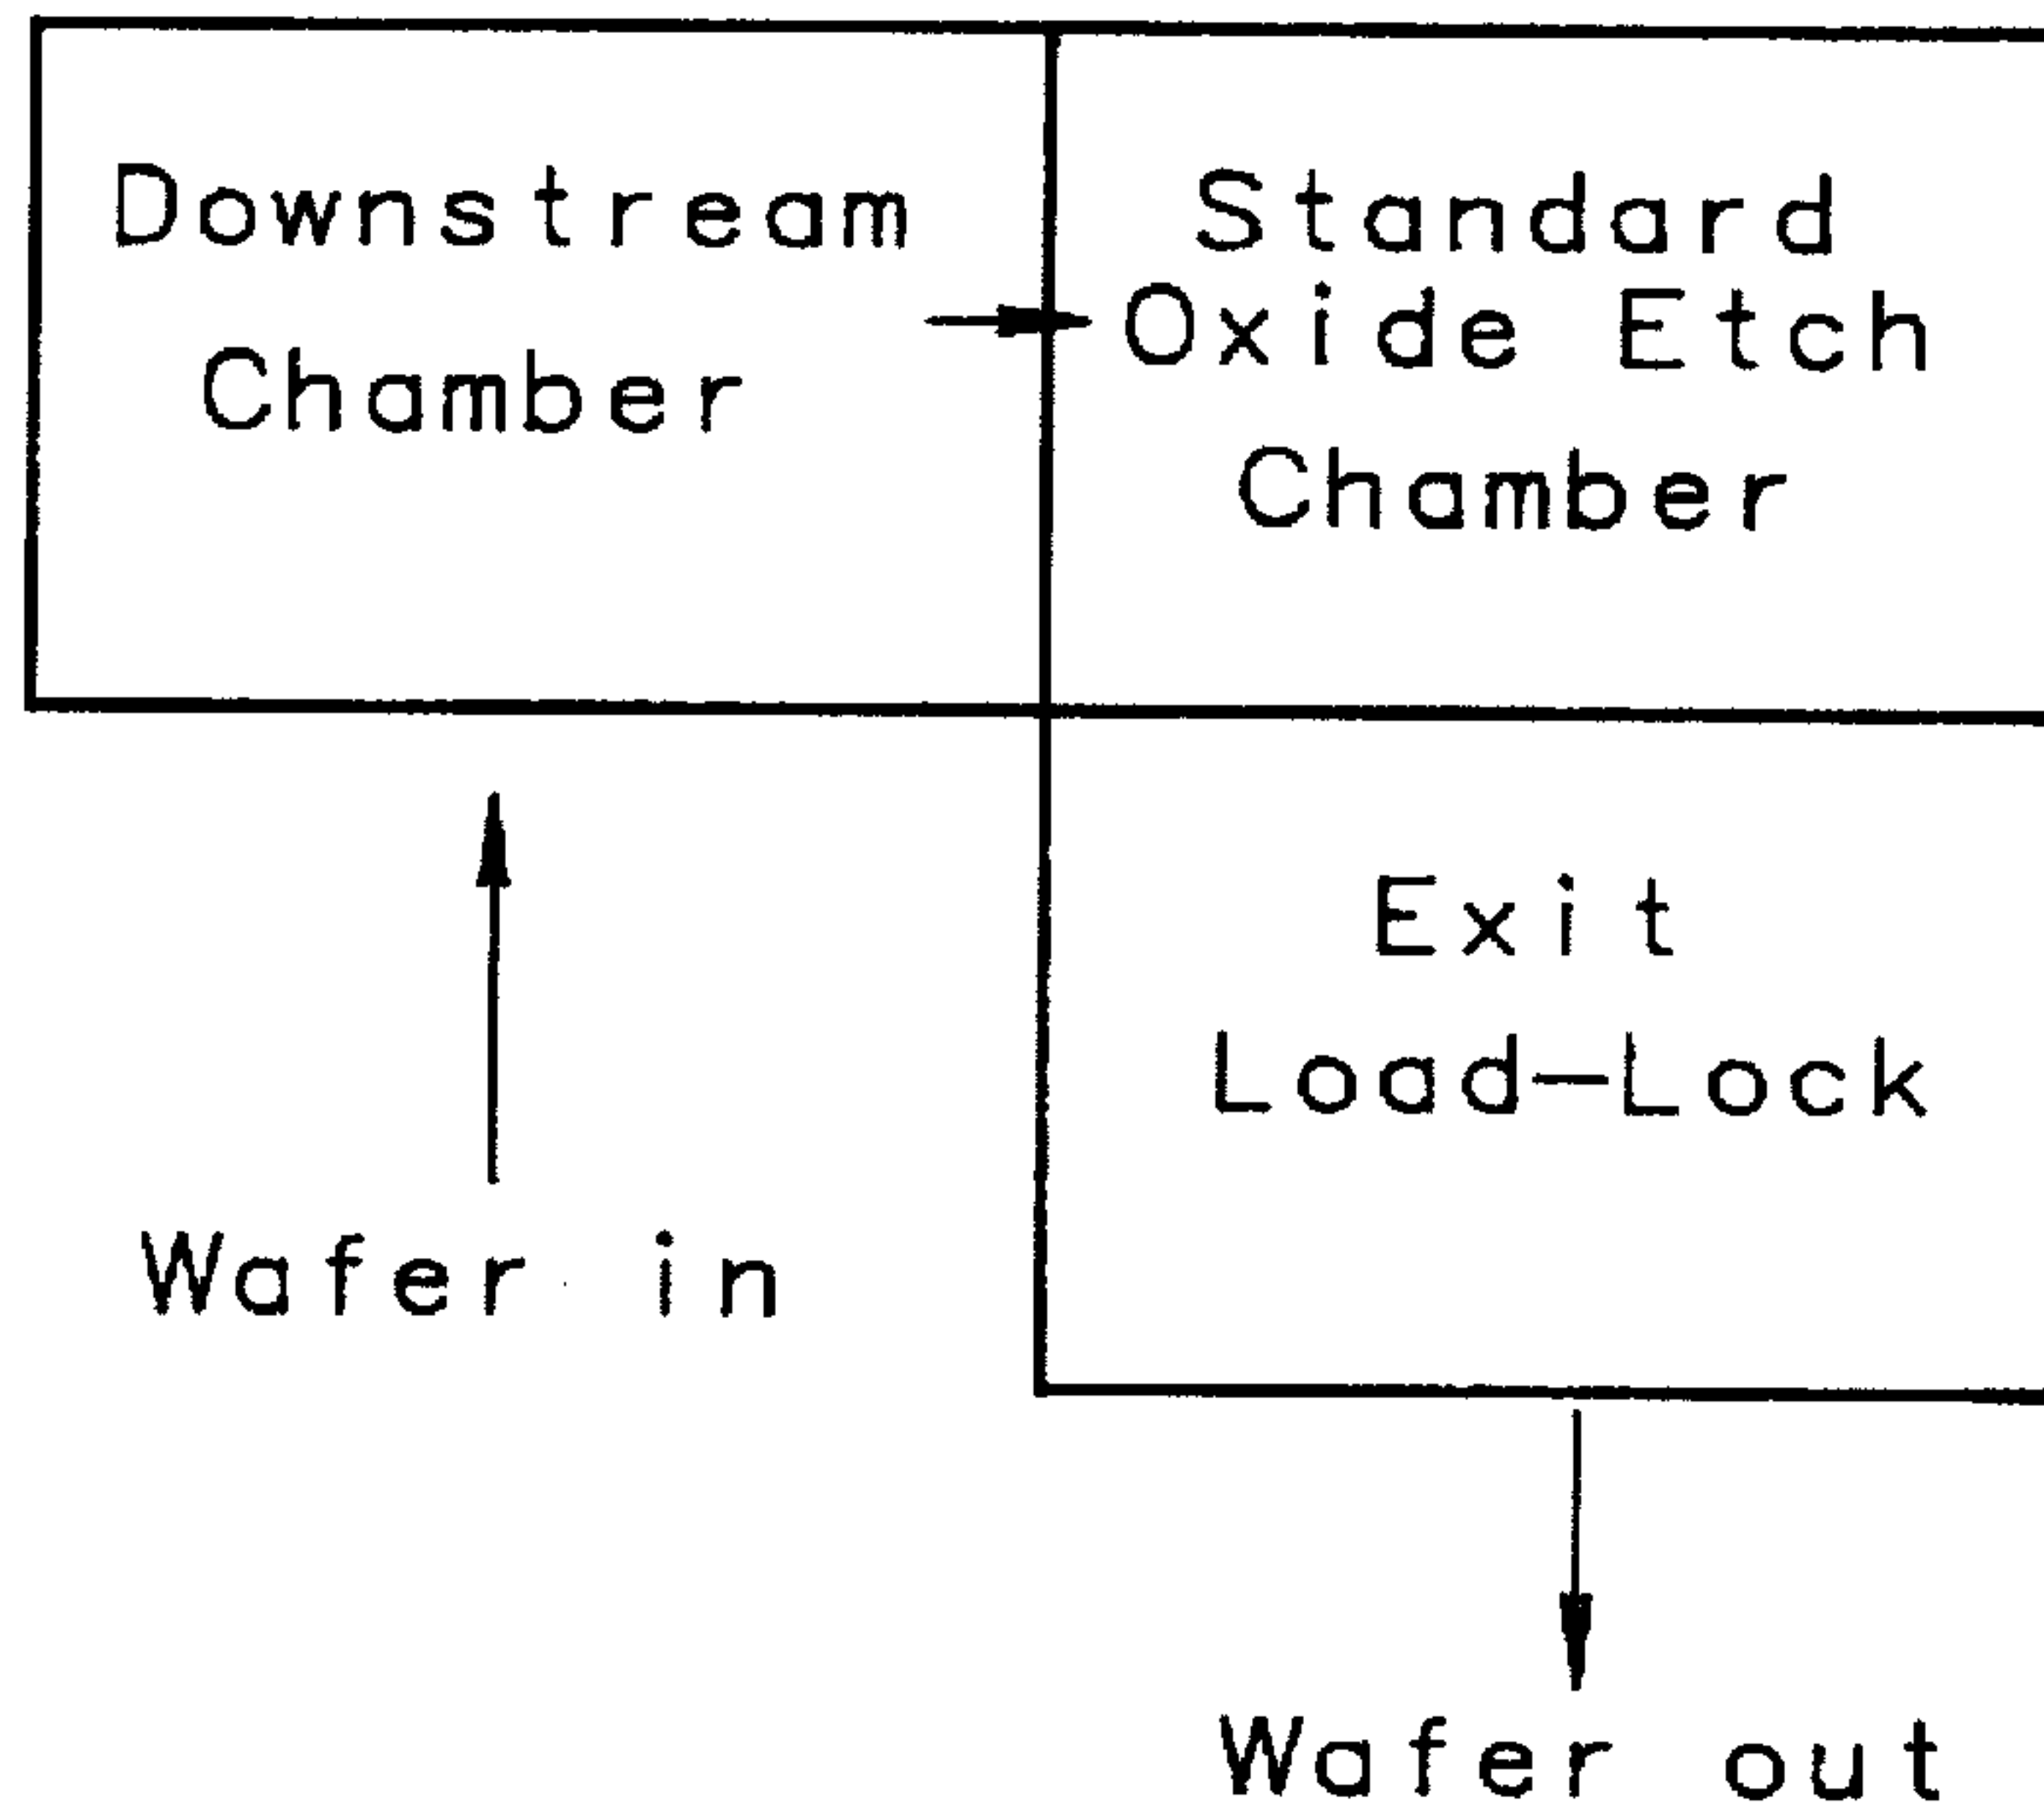 Downstream
Chamber
Standard
Oxide Etch
Chamber
Exit
Load-Lock
Wafer in
Wafer out